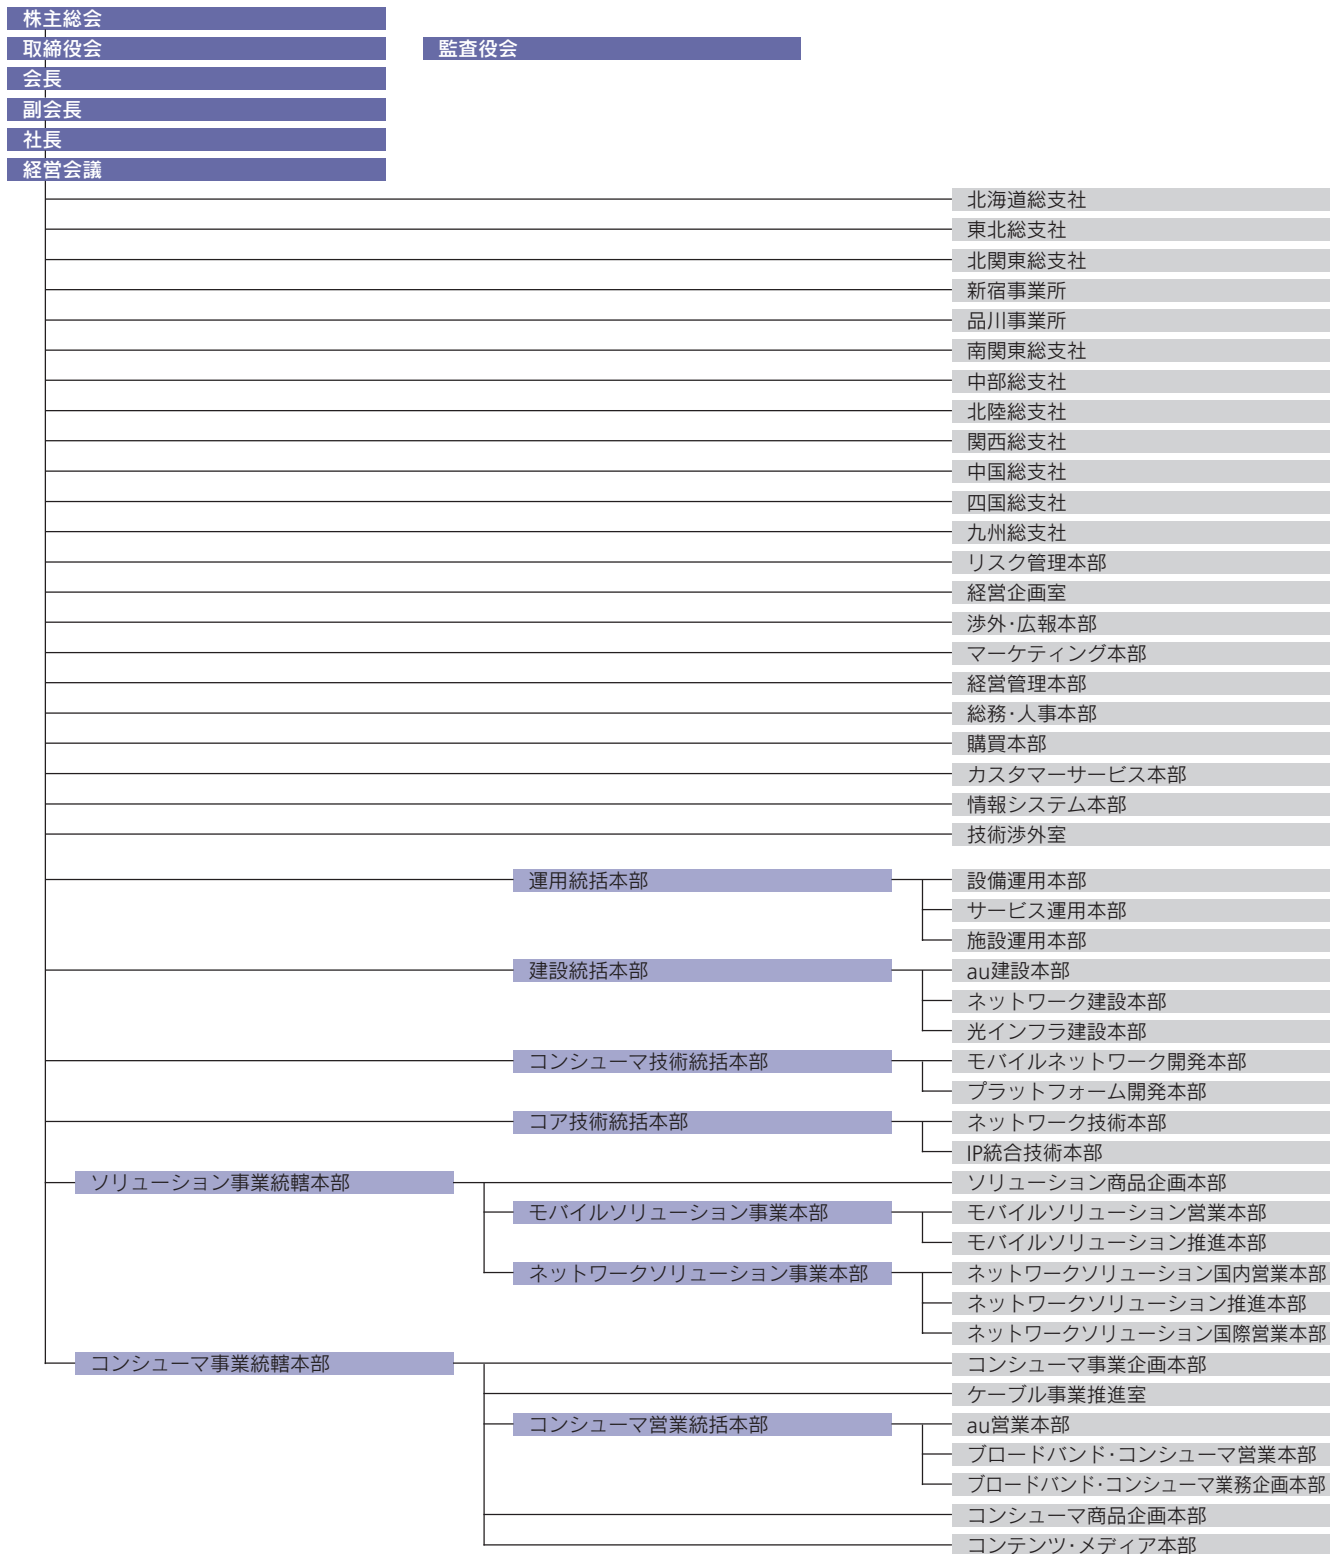 株主総会
取締役会
監査役会
会長
副会長
社長
経営会議
北海道総支社
東北総支社
北関東総支社
新宿事業所
品川事業所
南関東総支社
中部総支社
北陸総支社
関西総支社
中国総支社
四国総支社
九州総支社
リスク管理本部
経営企画室
渉外･広報本部
マーケティング本部
経営管理本部
総務･人事本部
購買本部
カスタマーサービス本部
情報システム本部
技術渉外室
運用統括本部
設備運用本部
サービス運用本部
施設運用本部
建設統括本部
au建設本部
ネットワーク建設本部
光インフラ建設本部
コンシューマ技術統括本部
モバイルネットワーク開発本部
プラットフォーム開発本部
コア技術統括本部
ネットワーク技術本部
IP統合技術本部
ソリューション事業統轄本部
ソリューション商品企画本部
モバイルソリューション事業本部
モバイルソリューション営業本部
モバイルソリューション推進本部
ネットワークソリューション事業本部
ネットワークソリューション国内営業本部
ネットワークソリューション推進本部
ネットワークソリューション国際営業本部
コンシューマ事業統轄本部
コンシューマ事業企画本部
ケーブル事業推進室
コンシューマ営業統括本部
au営業本部
ブロードバンド･コンシューマ営業本部
ブロードバンド･コンシューマ業務企画本部
コンシューマ商品企画本部
コンテンツ･メディア本部